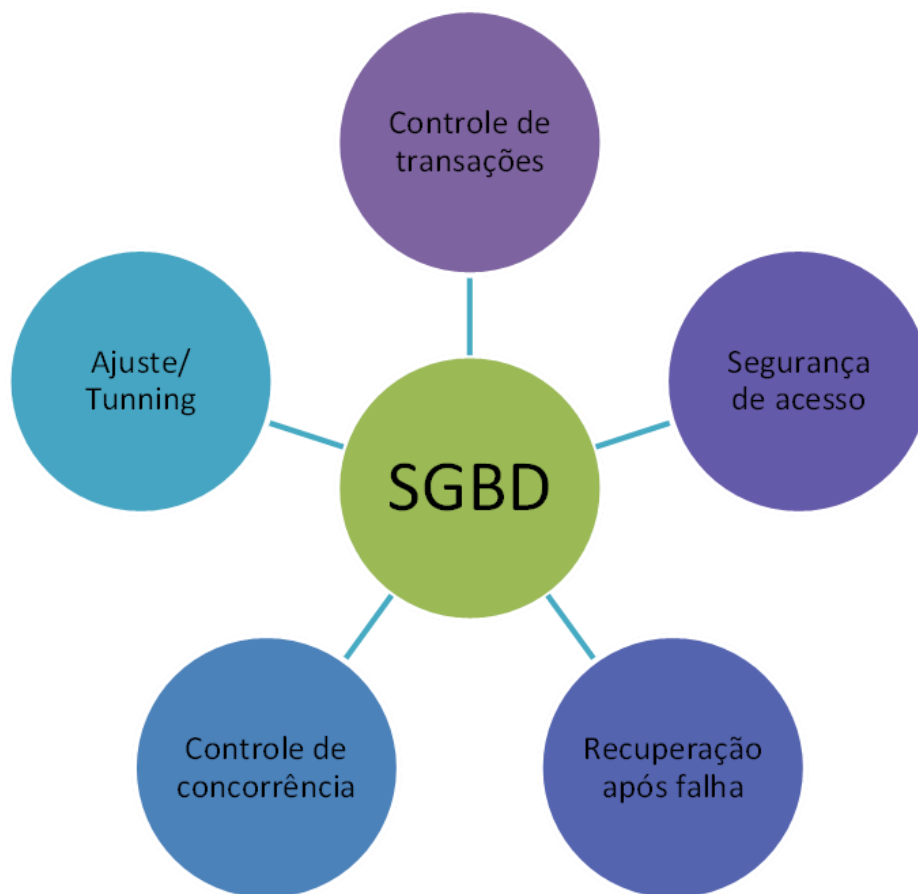 Controle de
transações
Ajuste/
Tunning
Segurança
de acesso
SGBD
Controle de
concorrência
Recuperação
após falha